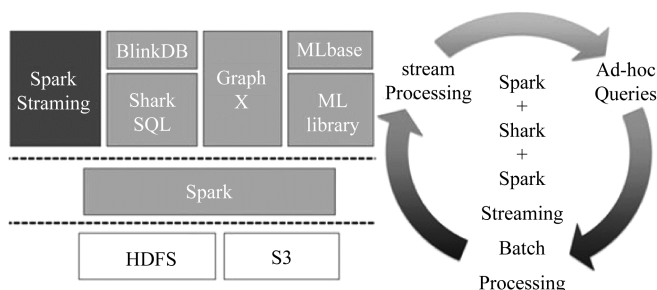 Spark
Straming
BlinkDB
Shark
SQL
Graph
X
MLbase
ML
library
Spark
HDFS
S3
stream
Processing
Ad-hoc
Queries
Spark
+
Shark
+
Spark
Streaming
Batch
Processing